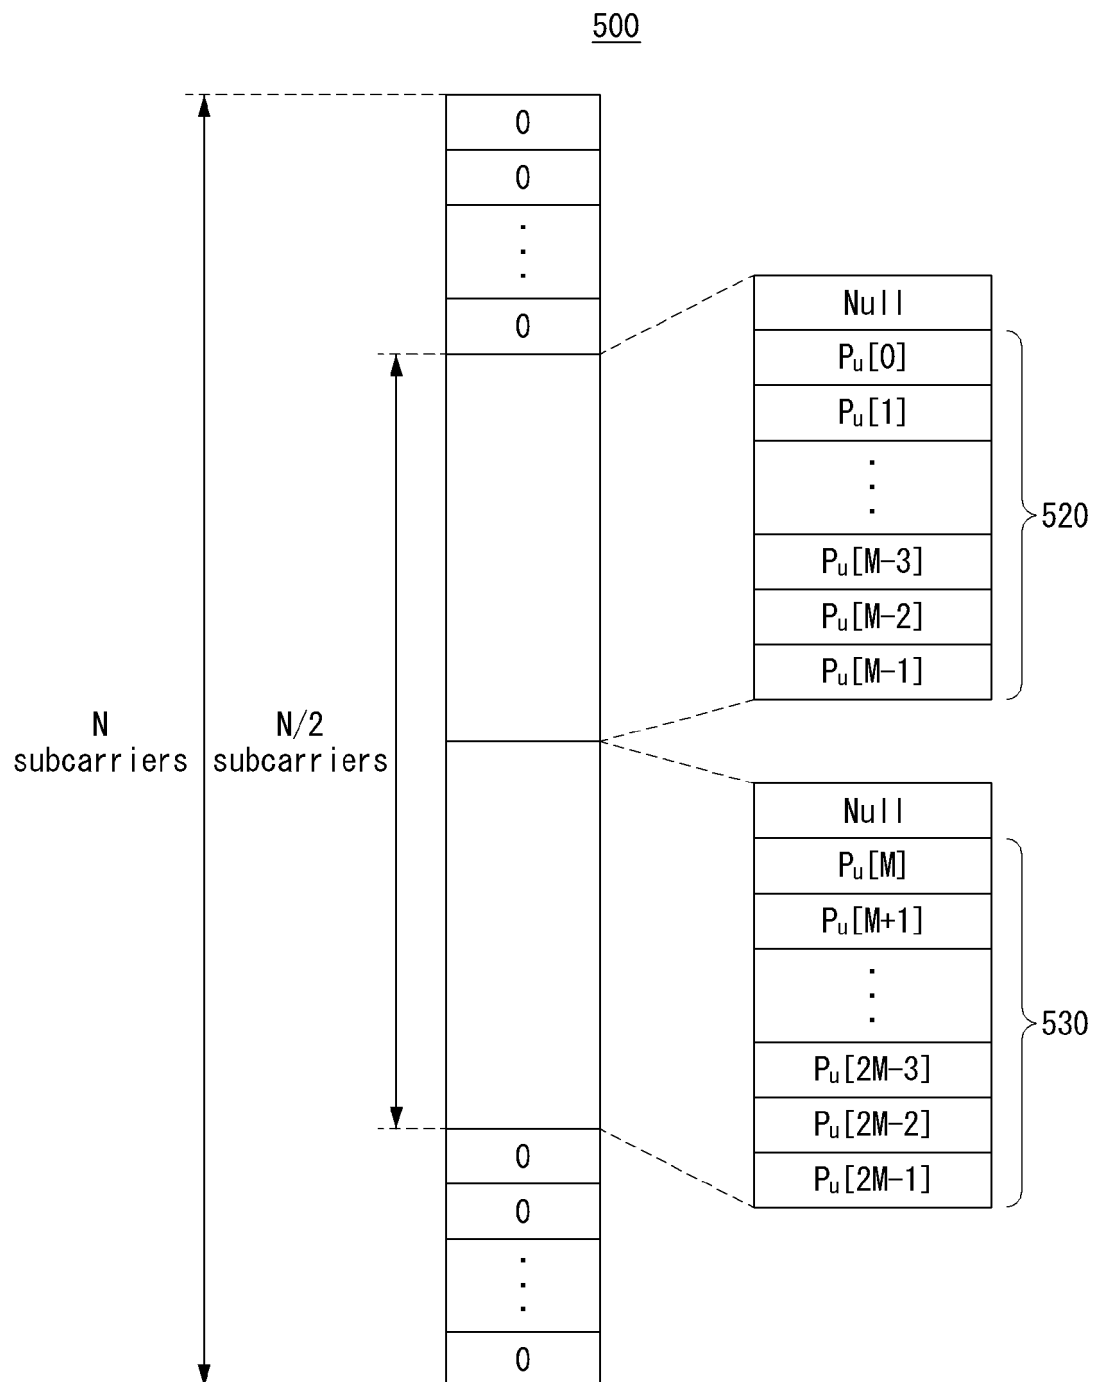 500
0
0
0
Null
Pu[0]
Pu[1]
Pu[M-3]
Pu[M-2]
Pu[M-1]
520
N
subcarriers
N/2
subcarriers
Null
Pu[M]
Pu[M+1]
Pu[2M-3]
Pu[2M-2]
Pu[2M-1]
530
0
0
0